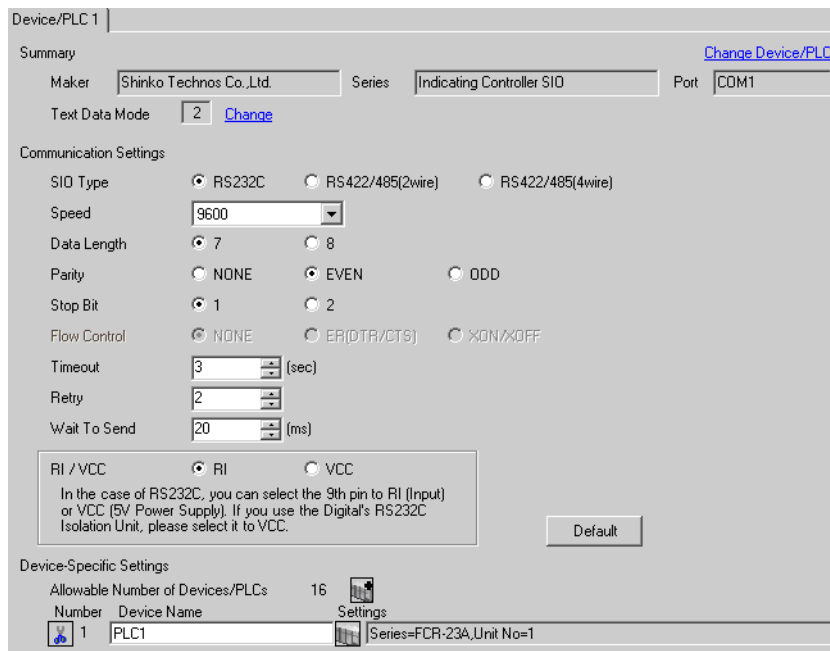 Device/PLC 1
Summary Change Device/PLC
Maker Shinko Technos Co.,Ltd. Series Indicating Controller SIO Port COM1
Text Data Mode 2 Change
Communication Settings
SIO Type RS232C RS422/485(2wire) RS422/485(4wire)
Speed 9600
Data Length 7 8
Parity NONE EVEN ODD
Stop Bit 1 2
Flow Control NONE ER(DTR/CTS) XON/XOFF
Timeout 3 (sec)
Retry 2
Wait To Send 20 (ms)
RI / VCC RI VCC
In the case of RS232C, you can select the 9th pin to RI (Input)
or VCC (5V Power Supply). If you use the Digital's RS232C
Isolation Unit, please select it to VCC.
Default
Device-Specific Settings
Allowable Number of Devices/PLCs 16
Number Device Name Settings
1 PLC1 Series=FCR-23A,Unit No=1